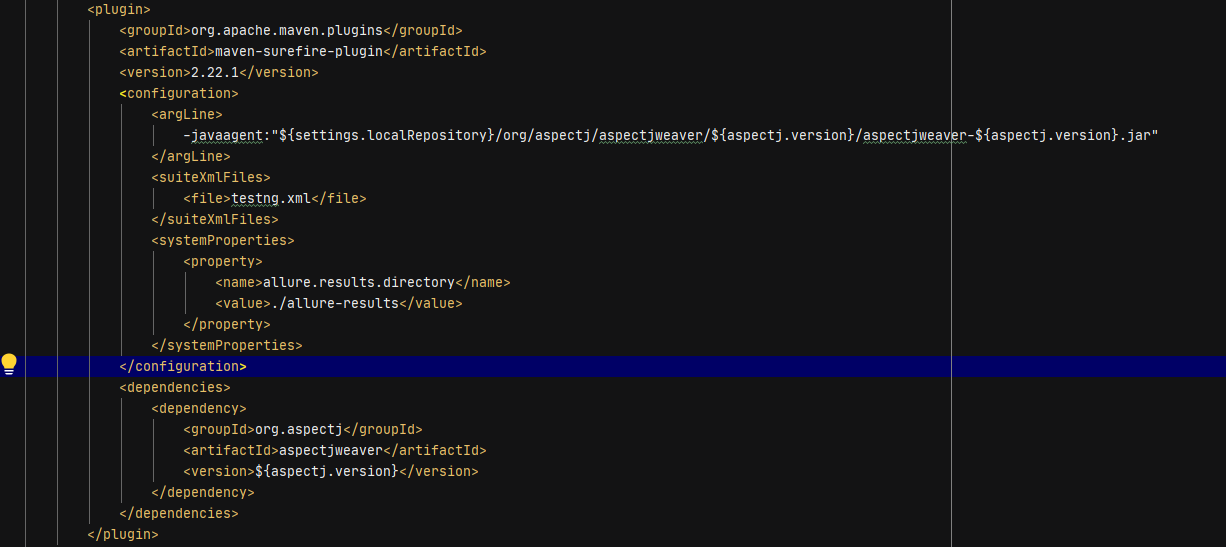 <plugin>
<groupId>org.apache.maven.plugins</groupId>
<artifactId>maven-surefire-plugin</artifactId>
<version>2.22.1</version>
<configuration>
<argLine>
-javaagent:"${settings.localRepository}/org/aspectj/aspectjweaver/${aspectj.version}/aspectjweaver-${aspectj.version}.jar"
</argLine>
<suiteXmlFiles>
<file>testng.xml</file>
</suiteXmlFiles>
<systemProperties>
<property>
<name>allure.results.directory</name>
<value>./allure-results</value>
</property>
</systemProperties>
</configuration>
<dependencies>
<dependency>
<groupId>org.aspectj</groupId>
<artifactId>aspectjweaver</artifactId>
<version>${aspectj.version}</version>
</dependency>
</dependencies>
</plugin>